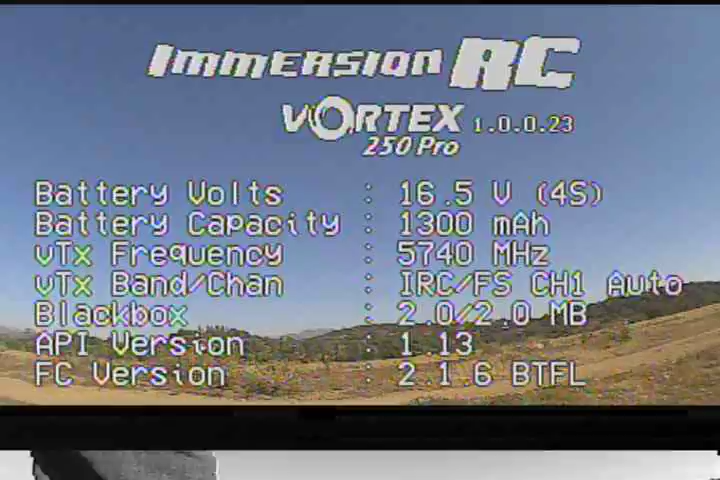 ImmersionRC
VORTEX 1.0.0.23
250 Pro
Battery Volts : 16.5 V (4S)
Battery Capacity : 1300 mAh
vTx Frequency : 5740 MHz
vTx Band/Chan : IRC/FS CH1 Auto
Blackbox : 2.0/2.0 MB
API Version : 1.13
FC Version : 2.1.6 BTFL